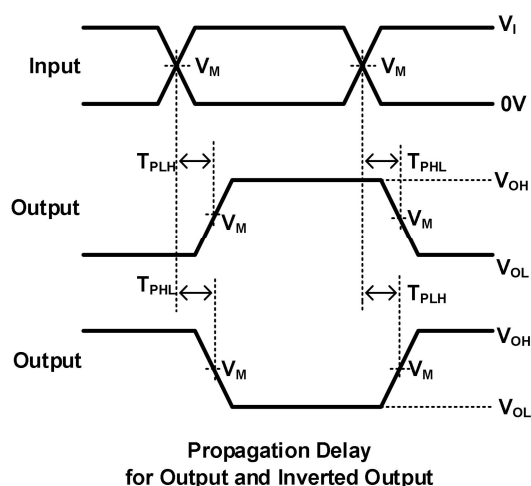 V_I
Input
V_M
V_M
0V
T_PLH
T_PHL
V_OH
Output
V_M
V_M
V_OL
T_PHL
T_PLH
V_OH
Output
V_M
V_M
V_OL
Propagation Delay
for Output and Inverted Output